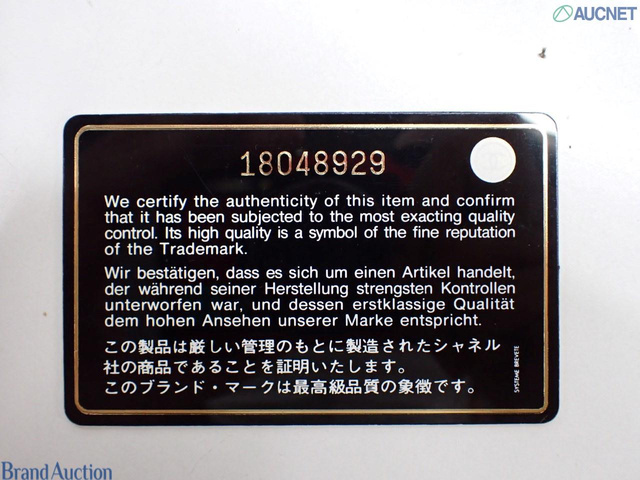 AUCNET
18048929
We certify the authenticity of this item and confirm
that it has been subjected to the most exacting quality
control. Its high quality is a symbol of the fine reputation
of the Trademark.
Wir bestätigen, dass es sich um einen Artikel handelt,
der während seiner Herstellung strengsten Kontrollen
unterworfen war, und dessen erstklassige Qualität
dem hohen Ansehen unserer Marke entspricht.
この製品は厳しい管理のもとに製造されたシャネル
社の商品であることを証明いたします。
このブランド・マークは最高級品質の象徴です。
SYSTEME BREVETE
Brand Auction